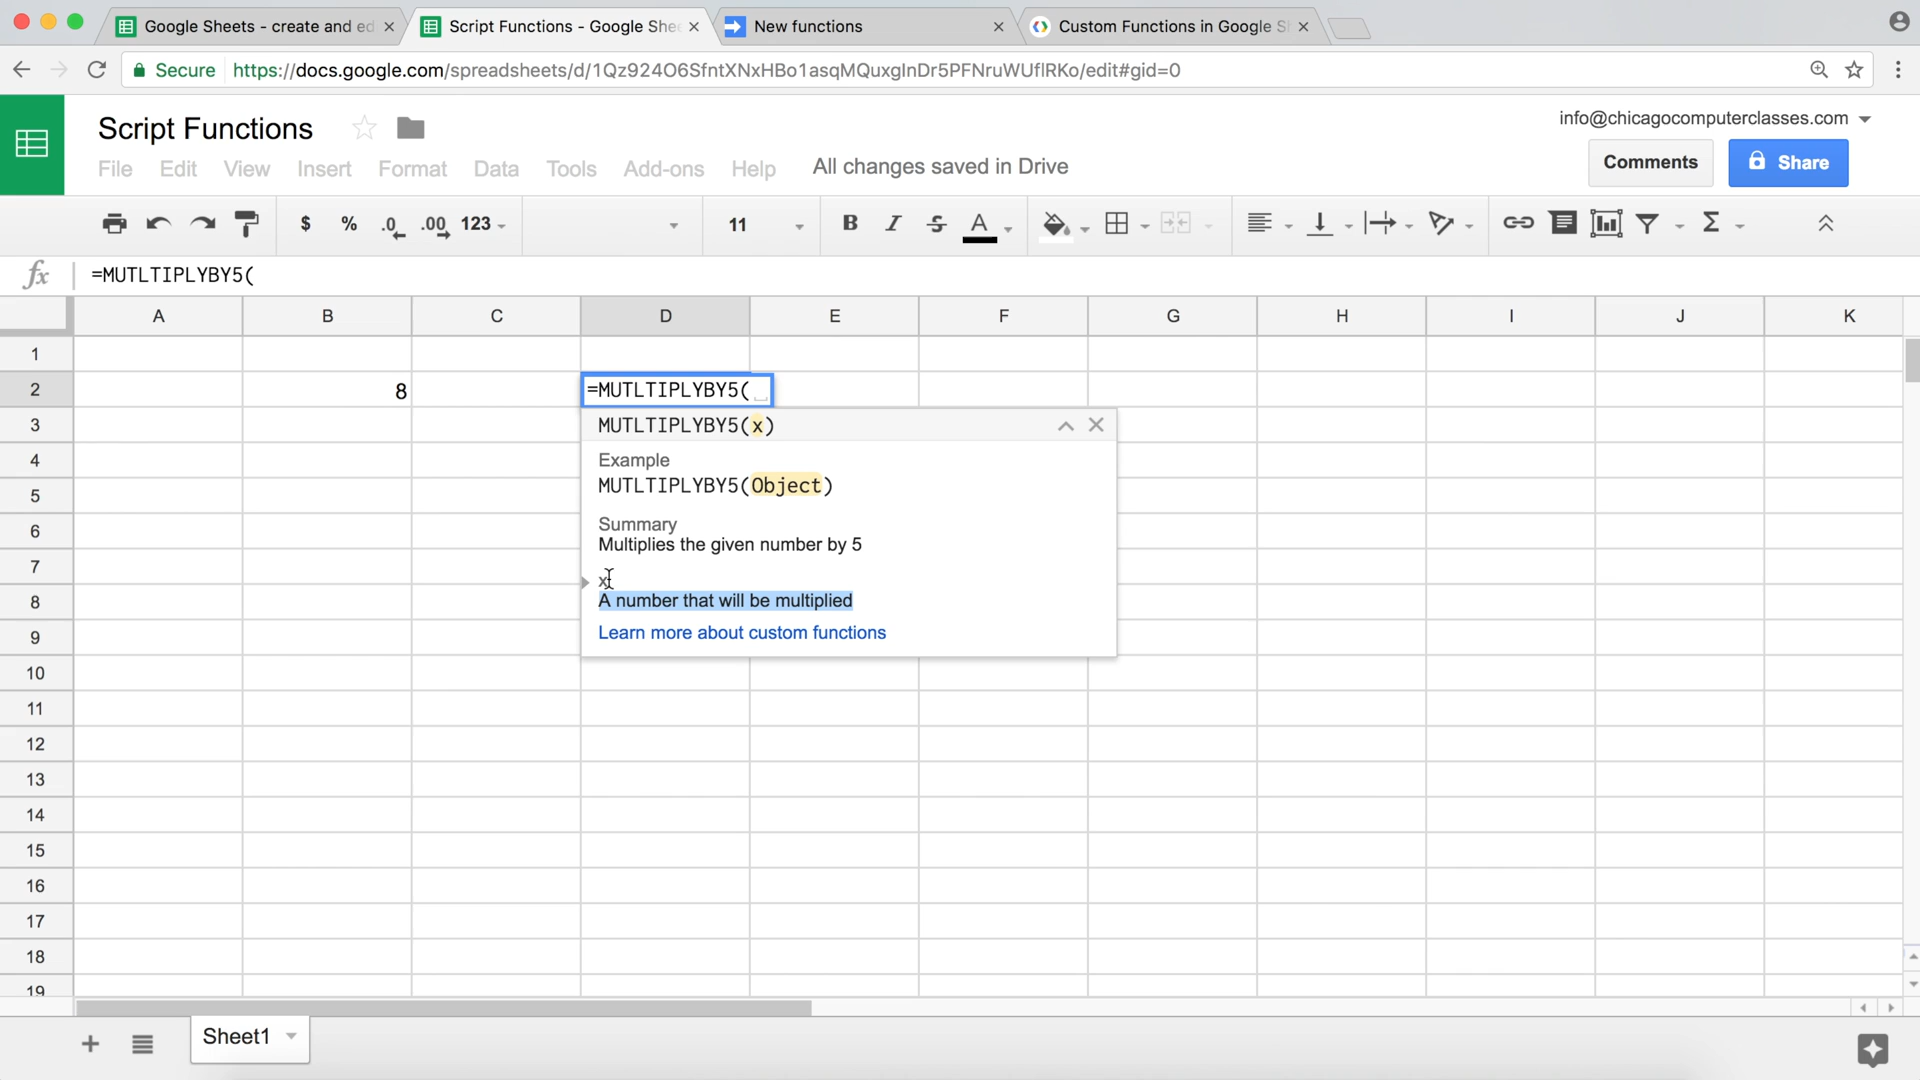 Google Sheets - create and ed
Script Functions - Google She
New functions
Custom Functions in Google S
Secure
https://docs.google.com/spreadsheets/d/1Qz924O6SfntXNxHBo1asqMQuxgInDr5PFNruWUfIRKo/edit#gid=0
Script Functions
info@chicagocomputerclasses.com
File Edit View Insert Format Data Tools Add-ons Help All changes saved in Drive
Comments
Share
$ % .0 .00 123 11 B I S A Σ
fx =MUTLTIPLYBY5(
A B C D E F G H I J K
1
2 8 =MUTLTIPLYBY5(
3 MUTLTIPLYBY5(x)
4 Example
5 MUTLTIPLYBY5(Object)
6 Summary
Multiplies the given number by 5
7 x
8 A number that will be multiplied
9 Learn more about custom functions
10
11
12
13
14
15
16
17
18
19
Sheet1